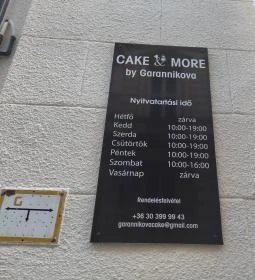 CAKE & MORE
by Garannikova
Nyitvatartási idő
Hétfő zárva
Kedd 10:00-19:00
Szerda 10:00-19:00
Csütörtök 10:00-19:00
Péntek 10:00-19:00
Szombat 10:00-16:00
Vasárnap zárva
Rendelésfelvétel
+36 30 399 99 43
garannikovacake@gmail.com
G